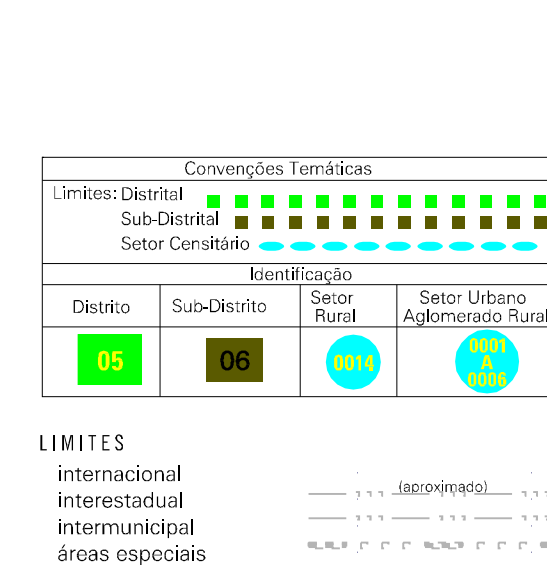 Convenções Temáticas
Limites: Distrital
Sub-Distrital
Setor Censitário
Identificação
Distrito
Sub-Distrito
Setor
Rural
Setor Urbano
Aglomerado Rural
05
06
0014
0001
A
0006
LIMITES
internacional
interestadual
intermunicipal
áreas especiais
(aproximado)